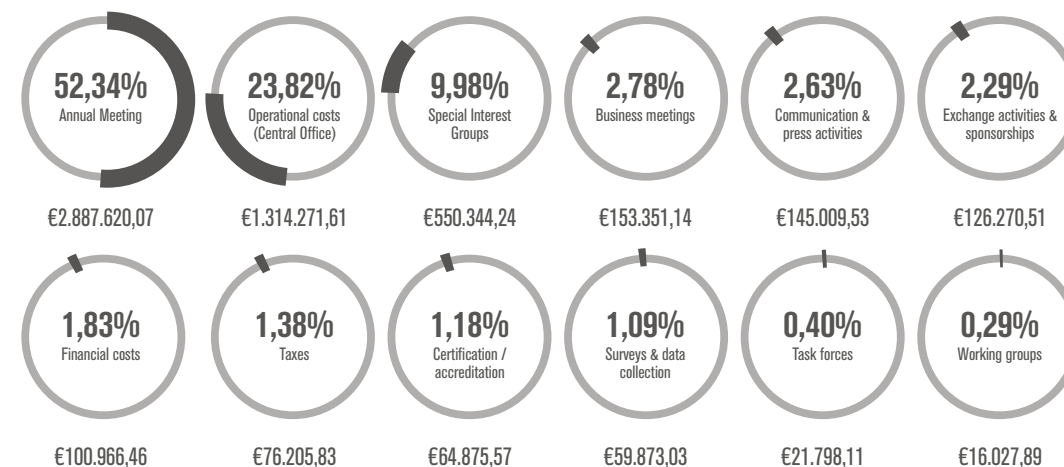 52,34%
Annual Meeting
€2.887.620,07
23,82%
Operational costs
(Central Office)
€1.314.271,61
9,98%
Special Interest
Groups
€550.344,24
2,78%
Business meetings
€153.351,14
2,63%
Communication &
press activities
€145.009,53
2,29%
Exchange activities &
sponsorships
€126.270,51
1,83%
Financial costs
€100.966,46
1,38%
Taxes
€76.205,83
1,18%
Certification /
accreditation
€64.875,57
1,09%
Surveys & data
collection
€59.873,03
0,40%
Task forces
€21.798,11
0,29%
Working groups
€16.027,89